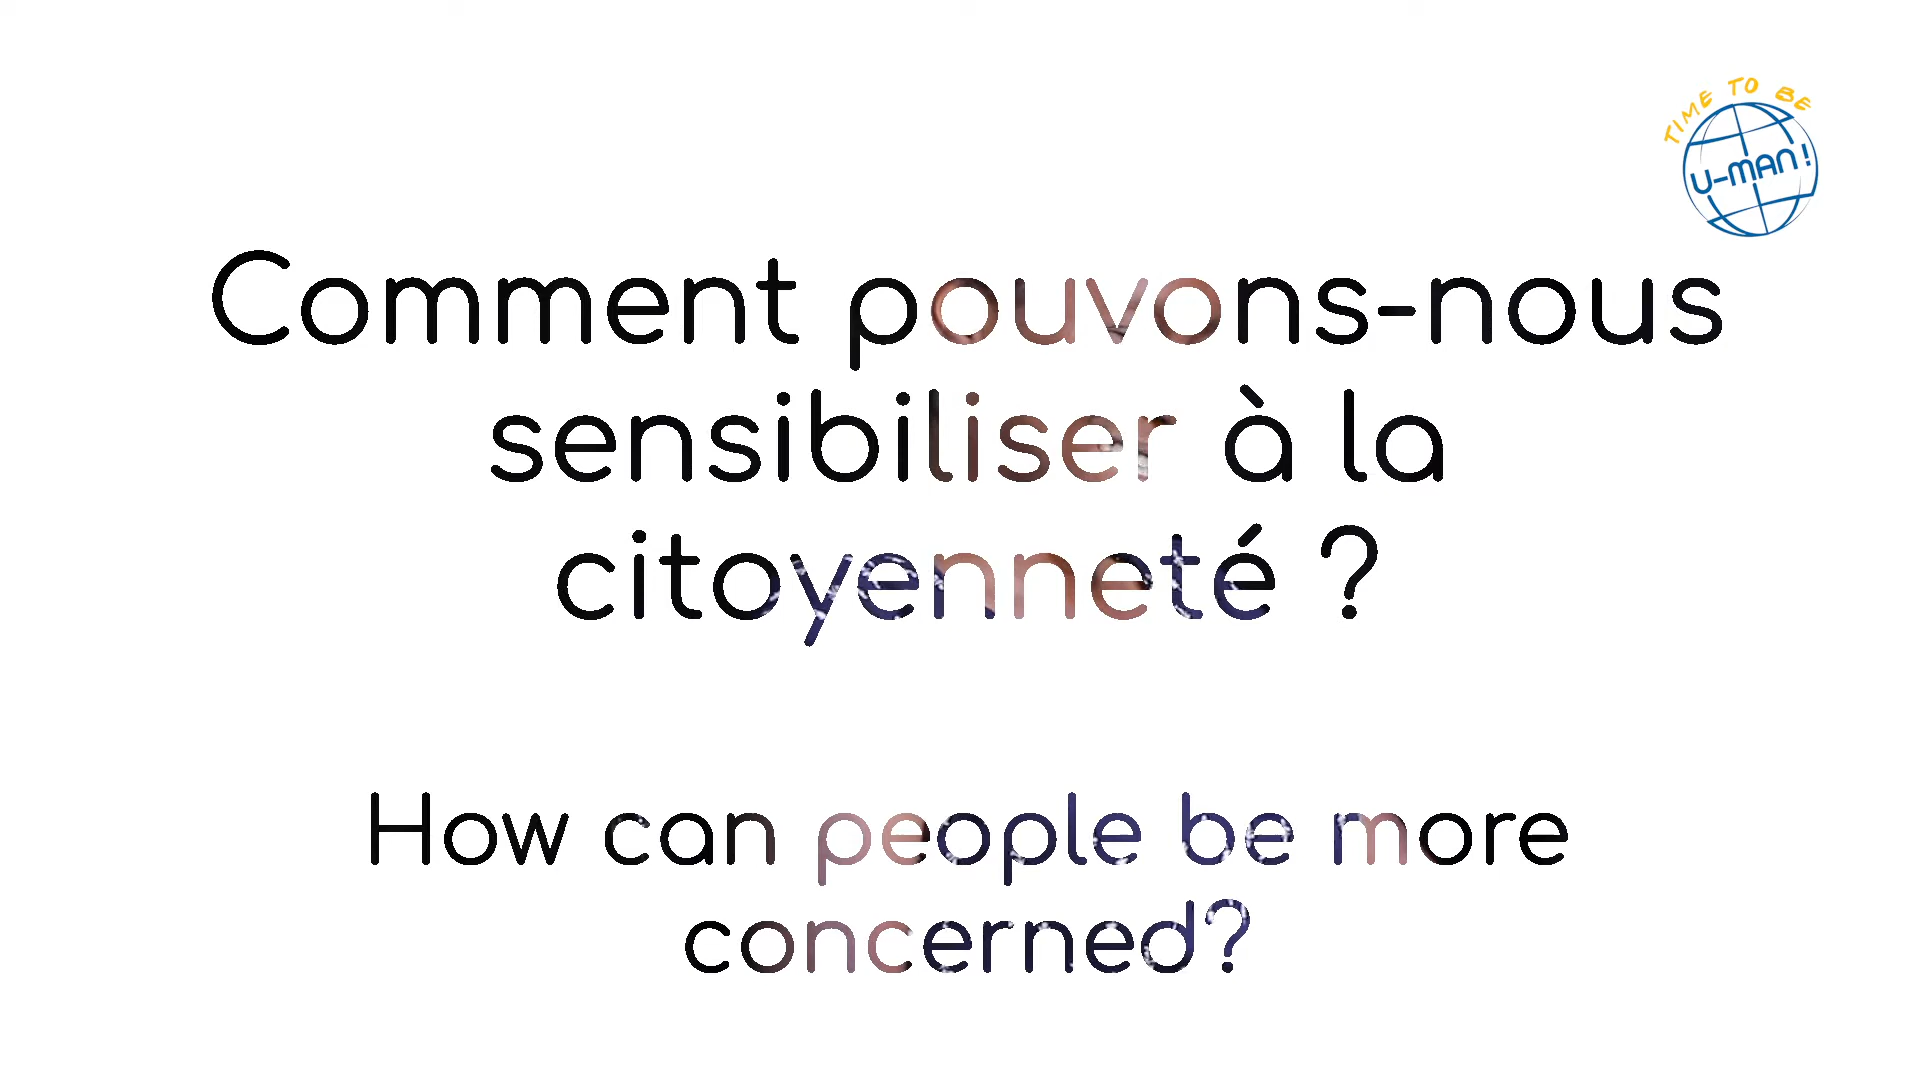 TIME TO BE
U-MAN!
Comment pouvons-nous
sensibiliser à la
citoyenneté ?
How can people be more
concerned?